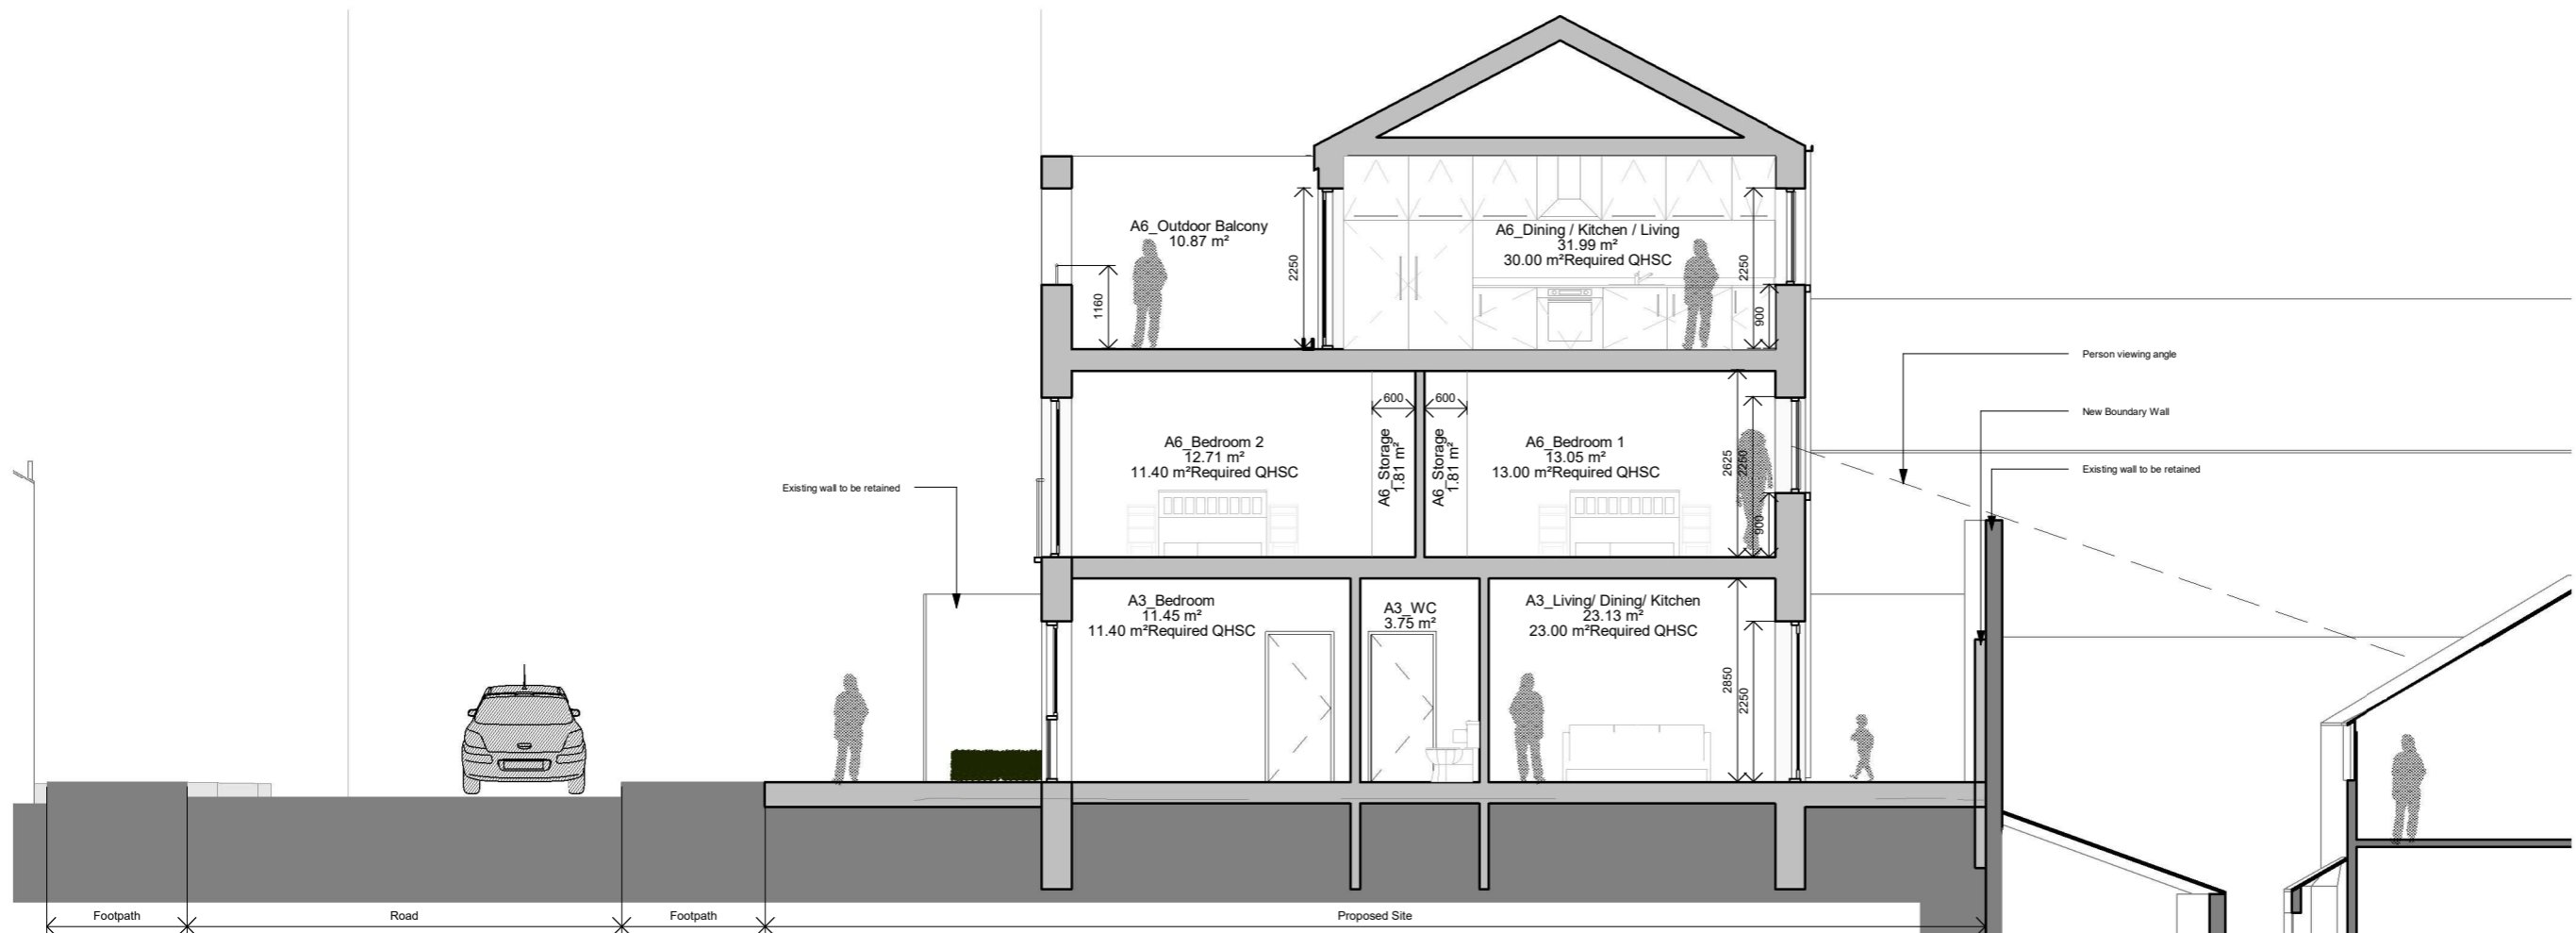 A6_Outdoor Balcony
10.87 m²
1160
2250
A6_Dining / Kitchen / Living
31.99 m²
30.00 m²Required QHSC
2250
900
Person viewing angle
New Boundary Wall
Existing wall to be retained
A6_Bedroom 2
12.71 m²
11.40 m²Required QHSC
600
A6_Storage
1.81 m²
600
A6_Storage
1.81 m²
A6_Bedroom 1
13.05 m²
13.00 m²Required QHSC
2625
2250
900
Existing wall to be retained
A3_Bedroom
11.45 m²
11.40 m²Required QHSC
A3_WC
3.75 m²
A3_Living/ Dining/ Kitchen
23.13 m²
23.00 m²Required QHSC
2850
2250
Footpath
Road
Footpath
Proposed Site